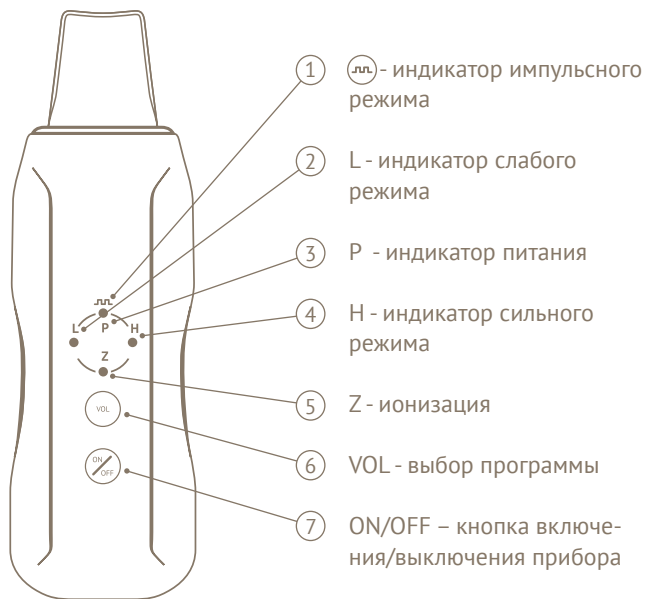 L
P
H
Z
VOL
ON
OFF
1 - индикатор импульсного
режима
2 L - индикатор слабого
режима
3 P - индикатор питания
4 H - индикатор сильного
режима
5 Z - ионизация
6 VOL - выбор программы
7 ON/OFF – кнопка включе-
ния/выключения прибора